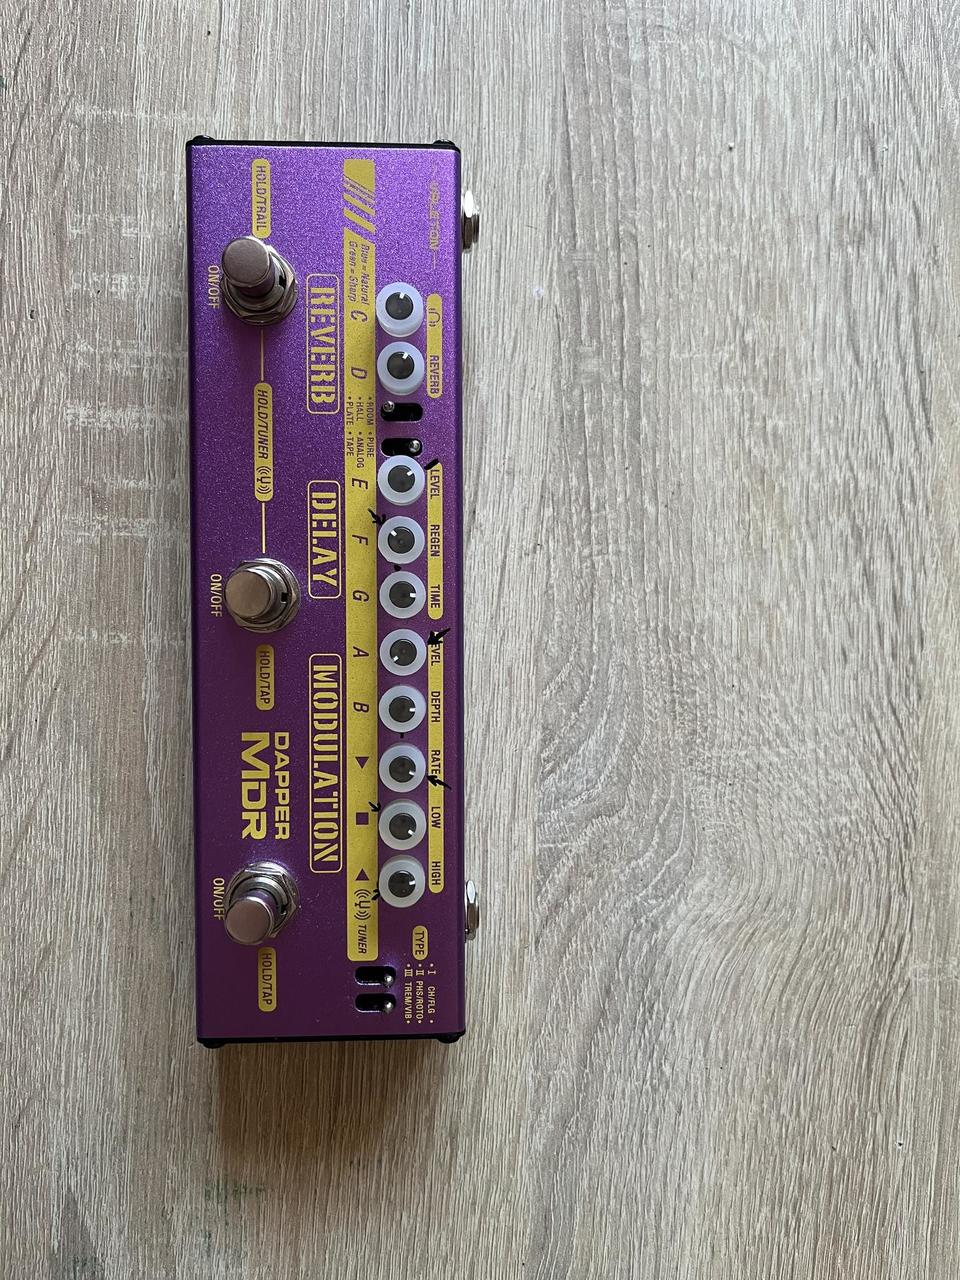 REVERB LEVEL REGEN TIME LEVEL DEPTH RATE LOW HIGH
TYPE
I CH/FLG
II PHS/ROTO
III TREM/VIB
ROOM PURE
HALL ANALOG
PLATE TAPE
Blue = Natural
Green = Sharp
C D E F G A B TUNER
REVERB DELAY MODULATION
DAPPER
MDR
HOLD/TRAIL HOLD/TUNER HOLD/TAP HOLD/TAP
ON/OFF ON/OFF ON/OFF